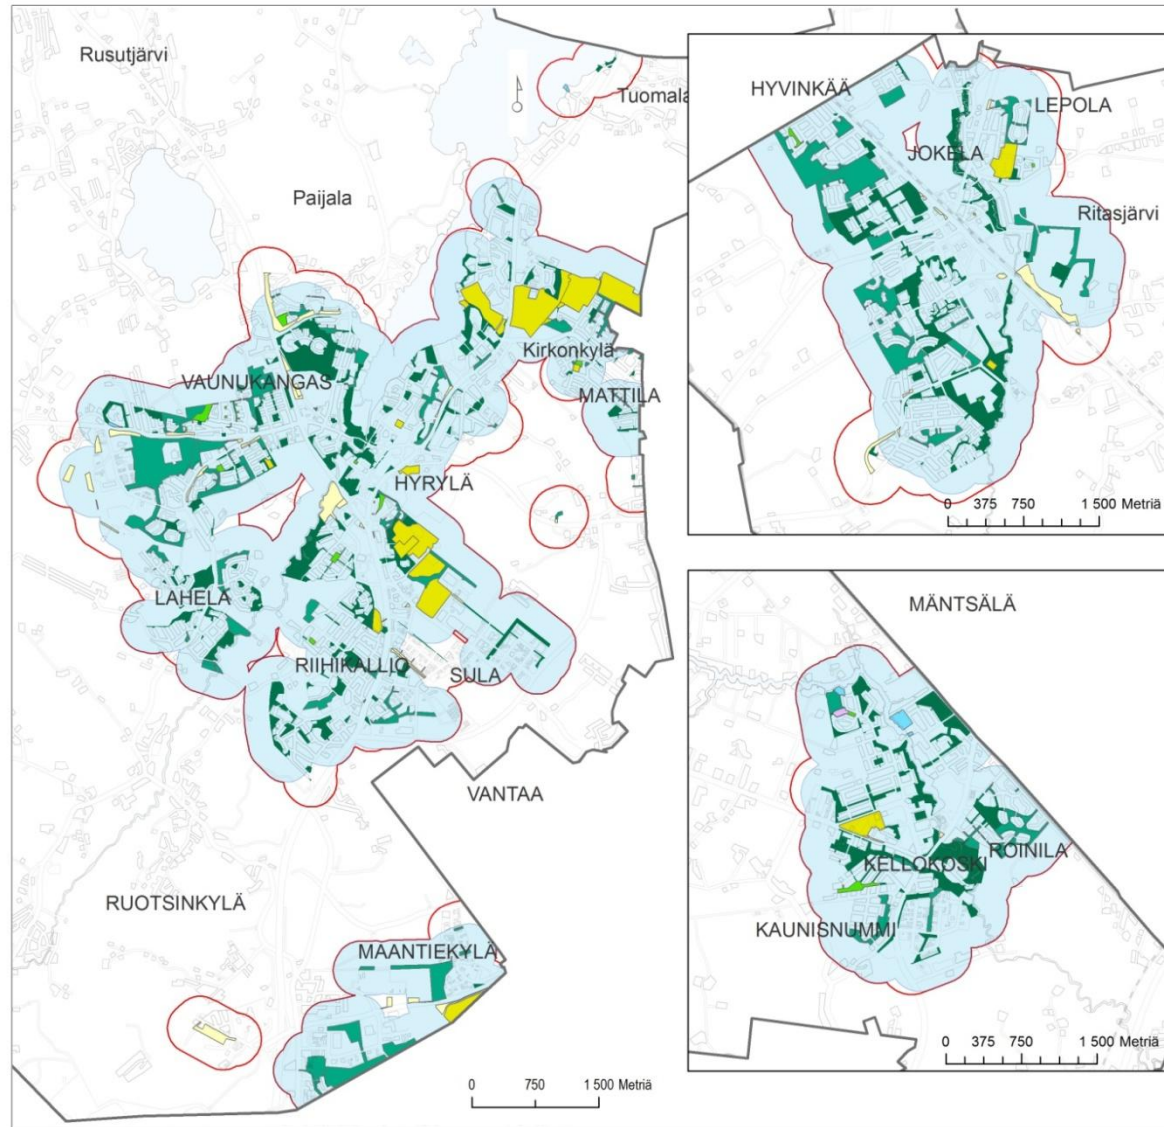 Rusutjärvi
Tuomala
Paijala
Kirkonkylä
VAUNUKANGAS
MATTILA
HYRYLÄ
LAHELA
RIIHIKALLIO
SULA
VANTAA
RUOTSINKYLÄ
MAANTIEKYLÄ
0 750 1 500 Metriä
HYVINKÄÄ
LEPOLA
JOKELA
Ritasjärvi
0 375 750 1 500 Metriä
MÄNTSÄLÄ
ROINILA
KELLOKOSKI
KAUNISNUMMI
0 375 750 1 500 Metriä